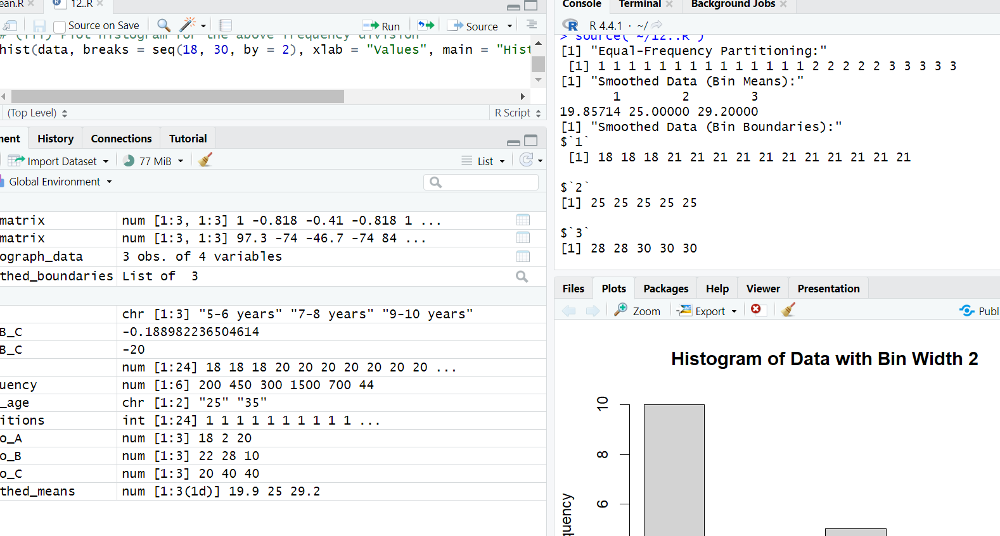 ean.R
12..R
Source on Save
Run
Source
# (iii) Plot histogram for the above frequency division
hist(data, breaks = seq(18, 30, by = 2), xlab = "Values", main = "Hist
(Top Level)
R Script
ment
History
Connections
Tutorial
Import Dataset
77 MiB
List
Global Environment
matrix num [1:3, 1:3] 1 -0.818 -0.41 -0.818 1 ...
matrix num [1:3, 1:3] 97.3 -74 -46.7 -74 84 ...
ograph_data 3 obs. of 4 variables
thed_boundaries List of 3
chr [1:3] "5-6 years" "7-8 years" "9-10 years"
B_C -0.188982236504614
B_C -20
num [1:24] 18 18 18 20 20 20 20 20 20 20 ...
uency num [1:6] 200 450 300 1500 700 44
_age chr [1:2] "25" "35"
itions int [1:24] 1 1 1 1 1 1 1 1 1 1 ...
o_A num [1:3] 18 2 20
o_B num [1:3] 22 28 10
o_C num [1:3] 20 40 40
thed_means num [1:3(1d)] 19.9 25 29.2
Console
Terminal
Background Jobs
R 4.4.1 · ~/
> source("~/12..R")
[1] "Equal-Frequency Partitioning:"
[1] 1 1 1 1 1 1 1 1 1 1 1 1 1 1 2 2 2 2 2 3 3 3 3 3
[1] "Smoothed Data (Bin Means):"
1 2 3
19.85714 25.00000 29.20000
[1] "Smoothed Data (Bin Boundaries):"
$`1`
[1] 18 18 18 21 21 21 21 21 21 21 21 21 21 21
$`2`
[1] 25 25 25 25 25
$`3`
[1] 28 28 30 30 30
Files
Plots
Packages
Help
Viewer
Presentation
Zoom
Export
Publ
Histogram of Data with Bin Width 2
10
8
6
quency